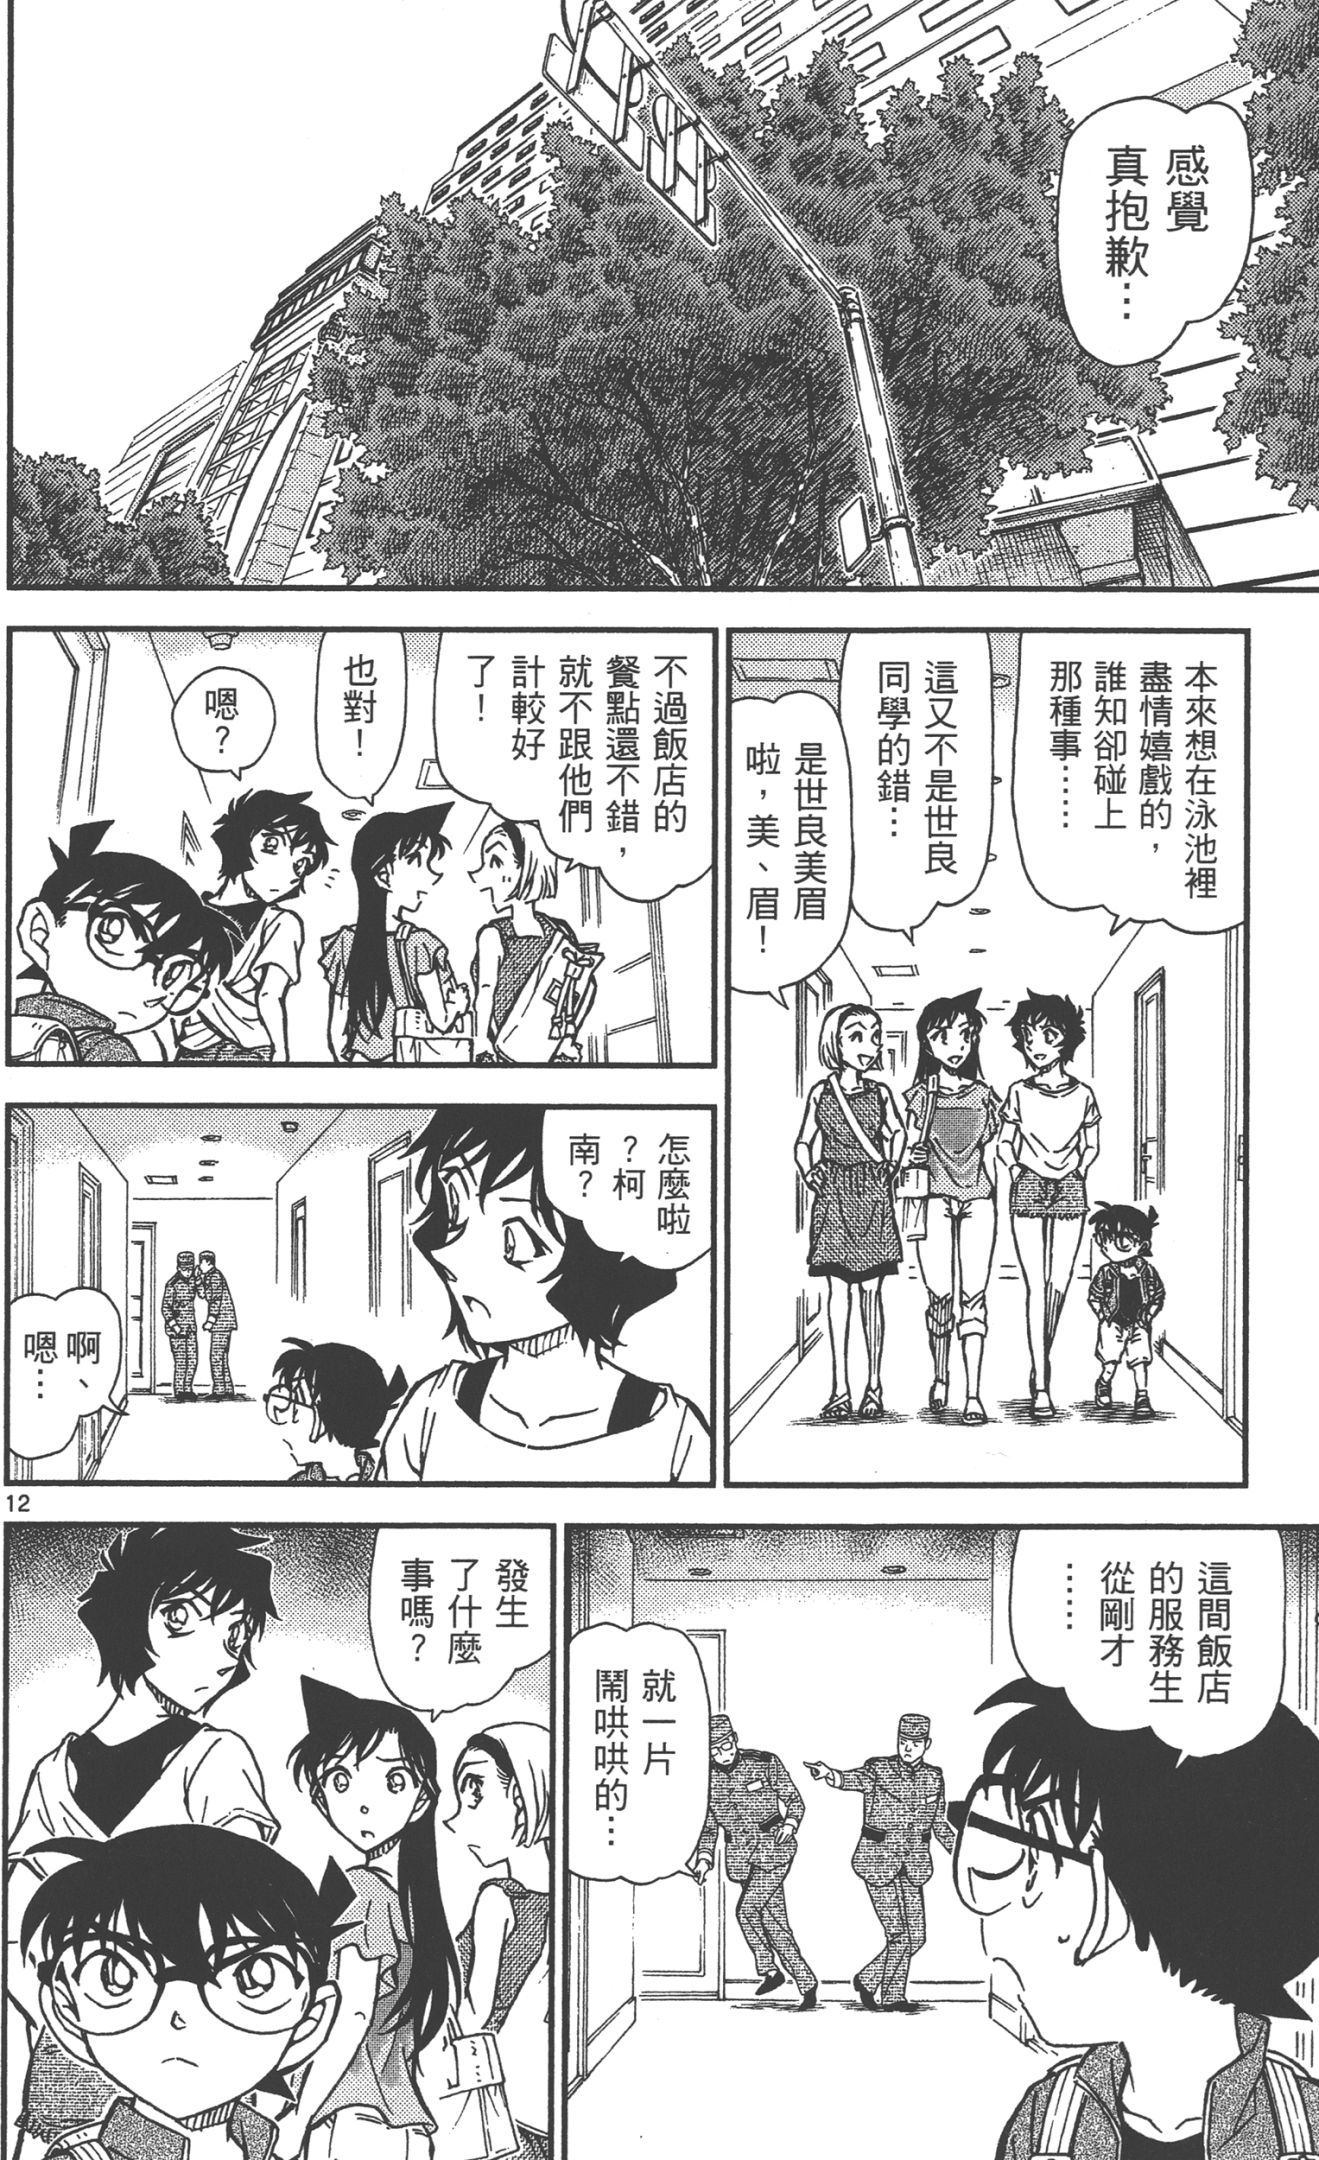 感覺
真抱歉…
本來想在泳池裡
盡情嬉戲的，
誰知卻碰上
那種事……
這又不是世良
同學的錯…
是世良美眉
啦，美、眉！
不過飯店的
餐點還不錯，
就不跟他們
計較好
了！
也對！
嗯？
怎麼啦
？柯
南？
啊、
嗯…
12
這間飯店
的服務生
從剛才
……
就一片
鬧哄哄的…
發生
了什麼
事嗎？